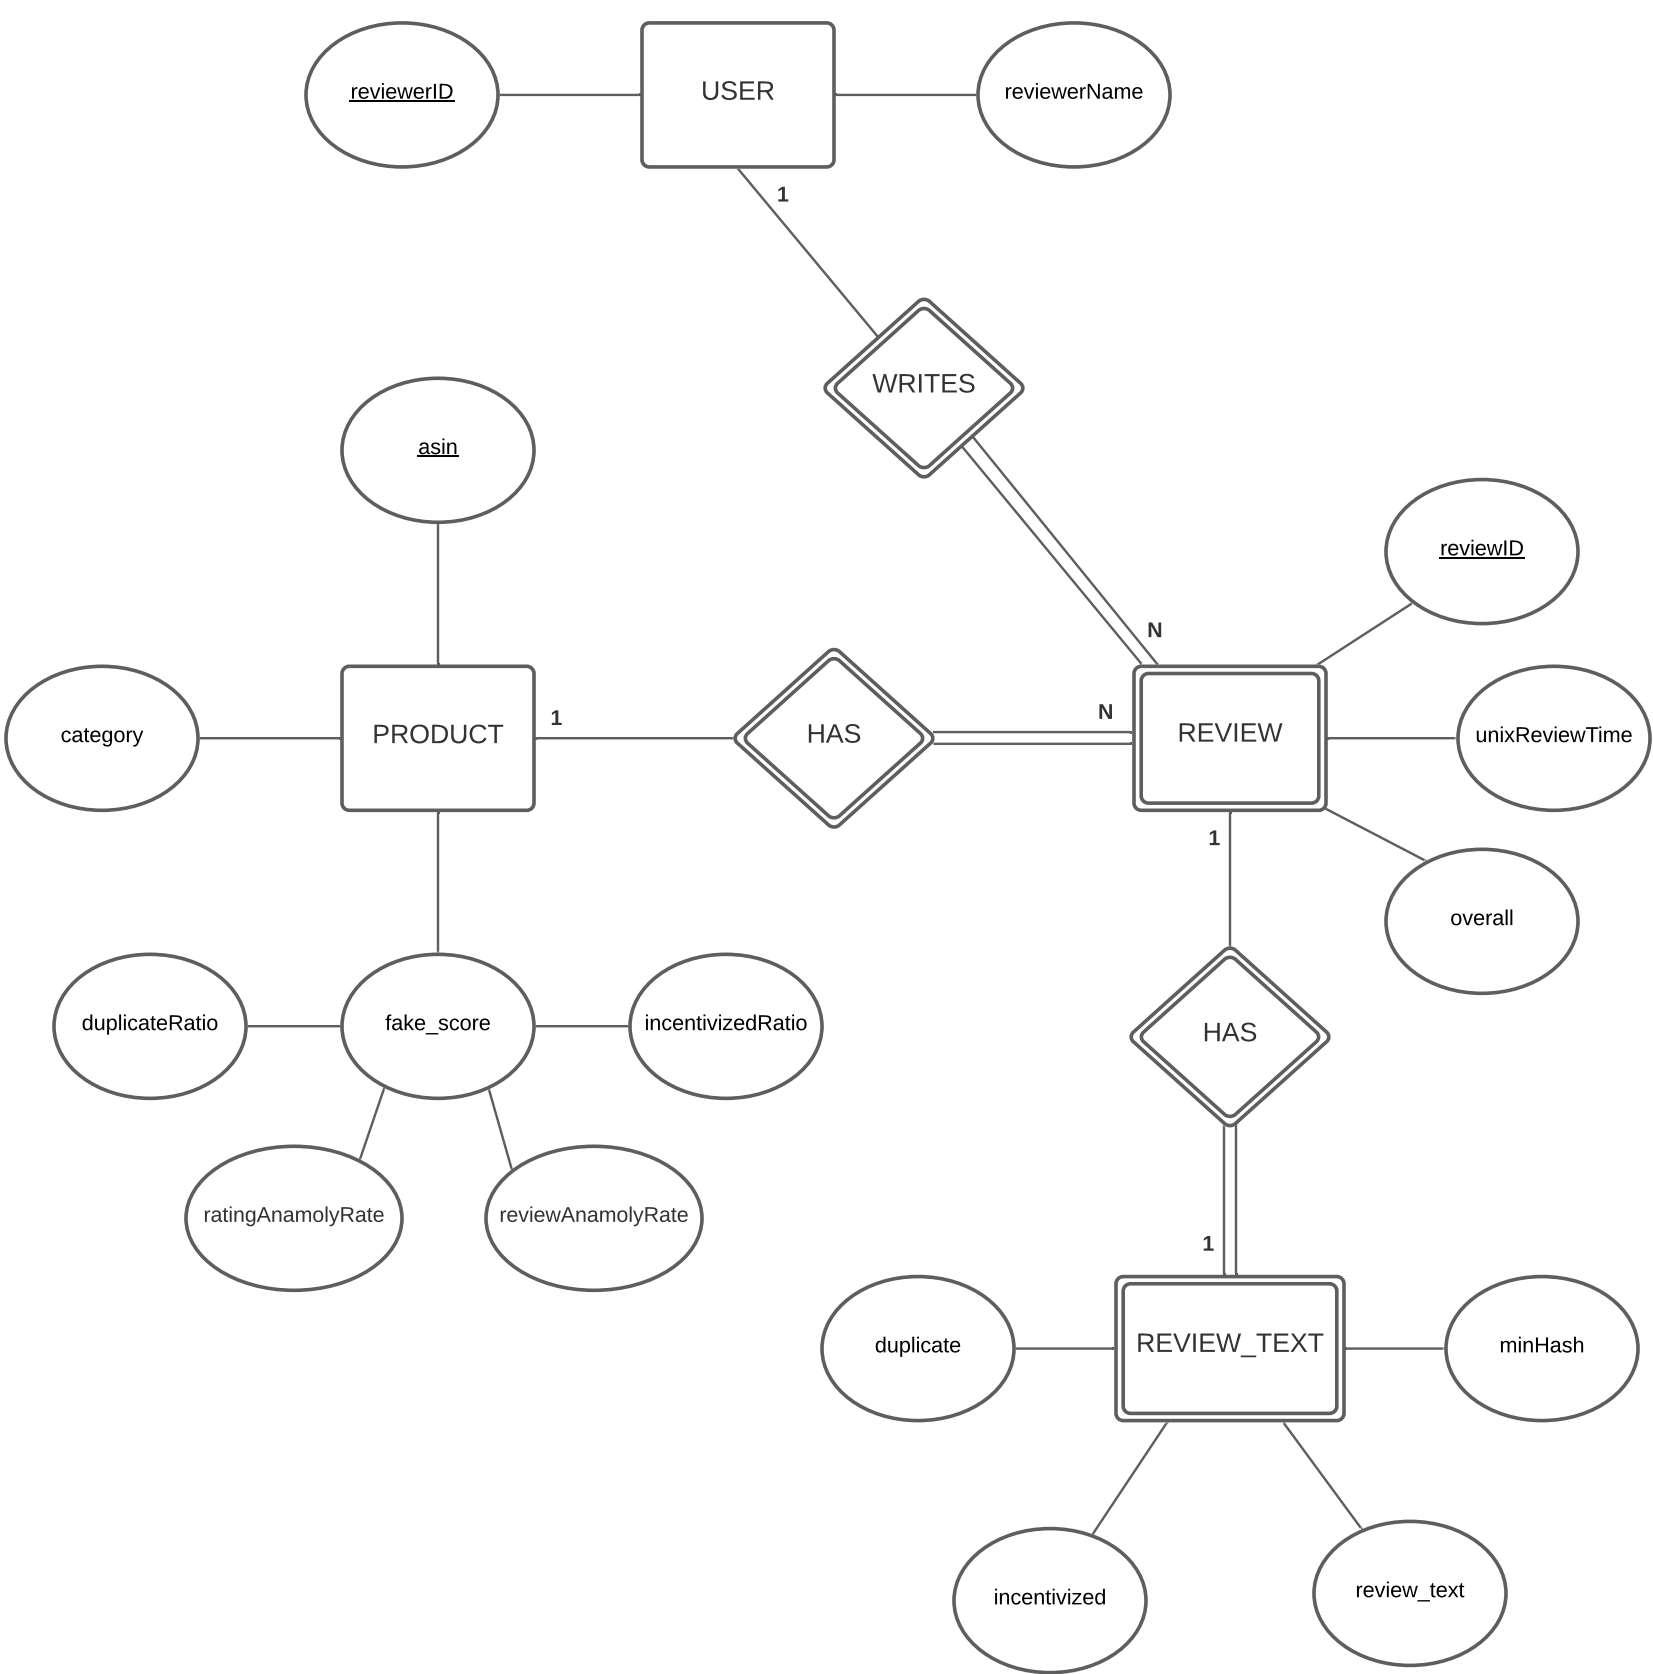 reviewerID
USER
reviewerName
1
WRITES
asin
reviewID
N
category
PRODUCT
1
HAS
N
REVIEW
unixReviewTime
1
overall
duplicateRatio
fake_score
incentivizedRatio
HAS
ratingAnamolyRate
reviewAnamolyRate
1
duplicate
REVIEW_TEXT
minHash
incentivized
review_text